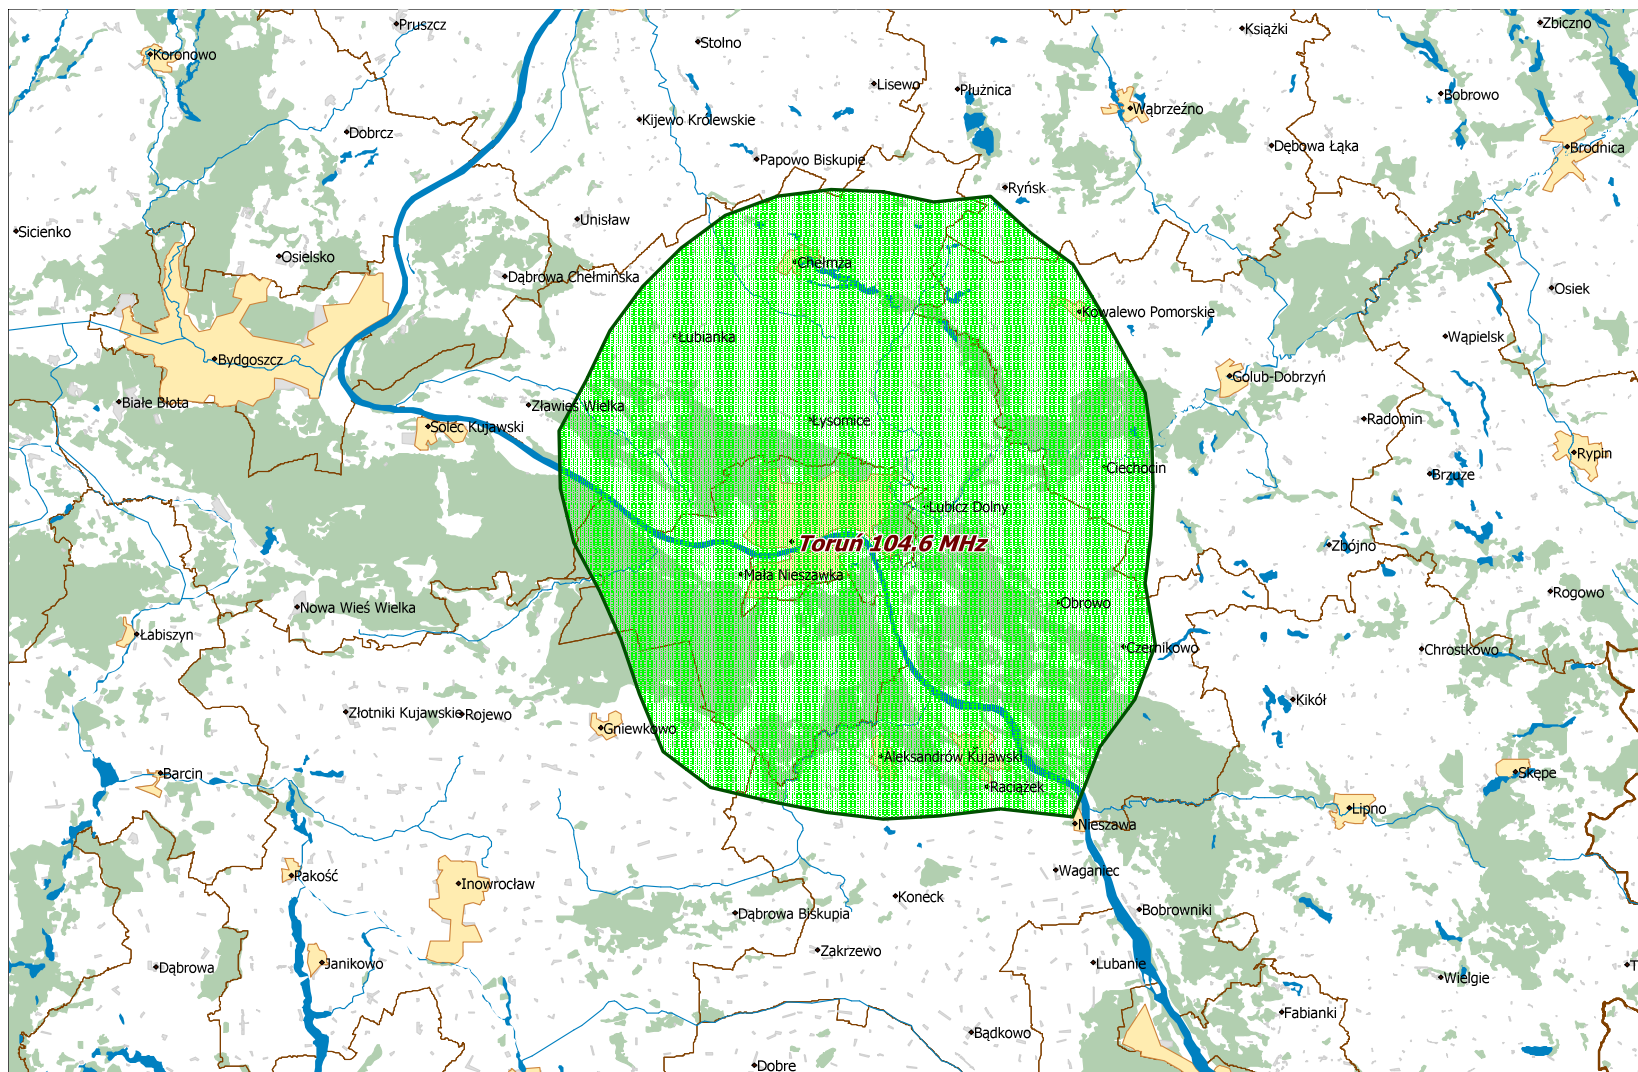 Pruszcz
Zbiczno
Książki
Stolno
Koronowo
Lisewo
Płużnica
Bobrowo
Wąbrzeźno
Kijewo Królewskie
Dobrcz
Dębowa Łąka
Brodnica
Papowo Biskupie
Ryńsk
Unisław
Sicienko
Osielsko
Chełmża
Dąbrowa Chełmińska
Osiek
Kowalewo Pomorskie
Łubianka
Wąpielsk
Bydgoszcz
Golub-Dobrzyń
Białe Błota
Zławieś Wielka
Łysomice
Radomin
Solec Kujawski
Rypin
Ciechocin
Brzuze
Lubicz Dolny
Toruń 104.6 MHz
Zbójno
Mała Nieszawka
Rogowo
Obrowo
Nowa Wieś Wielka
Łabiszyn
Czernikowo
Chrostkowo
Kikół
Złotniki Kujawskie
Rojewo
Gniewkowo
Aleksandrów Kujawski
Barcin
Skępe
Raciążek
Lipno
Nieszawa
Waganiec
Pakość
Inowrocław
Koneck
Dąbrowa Biskupia
Bobrowniki
Zakrzewo
Janikowo
Lubanie
Dąbrowa
T
Wielgie
Fabianki
Bądkowo
Dobre